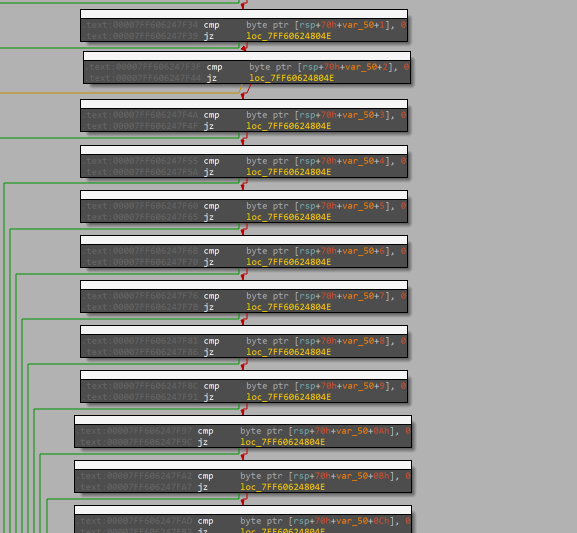 .text:00007FF606247F34 cmp byte ptr [rsp+70h+var_50+1], 0
.text:00007FF606247F39 jz loc_7FF60624804E
.text:00007FF606247F3F cmp byte ptr [rsp+70h+var_50+2], 0
.text:00007FF606247F44 jz loc_7FF60624804E
.text:00007FF606247F4A cmp byte ptr [rsp+70h+var_50+3], 0
.text:00007FF606247F4F jz loc_7FF60624804E
.text:00007FF606247F55 cmp byte ptr [rsp+70h+var_50+4], 0
.text:00007FF606247F5A jz loc_7FF60624804E
.text:00007FF606247F60 cmp byte ptr [rsp+70h+var_50+5], 0
.text:00007FF606247F65 jz loc_7FF60624804E
.text:00007FF606247F6B cmp byte ptr [rsp+70h+var_50+6], 0
.text:00007FF606247F70 jz loc_7FF60624804E
.text:00007FF606247F76 cmp byte ptr [rsp+70h+var_50+7], 0
.text:00007FF606247F7B jz loc_7FF60624804E
.text:00007FF606247F81 cmp byte ptr [rsp+70h+var_50+8], 0
.text:00007FF606247F86 jz loc_7FF60624804E
.text:00007FF606247F8C cmp byte ptr [rsp+70h+var_50+9], 0
.text:00007FF606247F91 jz loc_7FF60624804E
.text:00007FF606247F97 cmp byte ptr [rsp+70h+var_50+0Ah], 0
.text:00007FF606247F9C jz loc_7FF60624804E
.text:00007FF606247FA2 cmp byte ptr [rsp+70h+var_50+0Bh], 0
.text:00007FF606247FA7 jz loc_7FF60624804E
.text:00007FF606247FAD cmp byte ptr [rsp+70h+var_50+0Ch], 0
jz loc_7FF60624804E